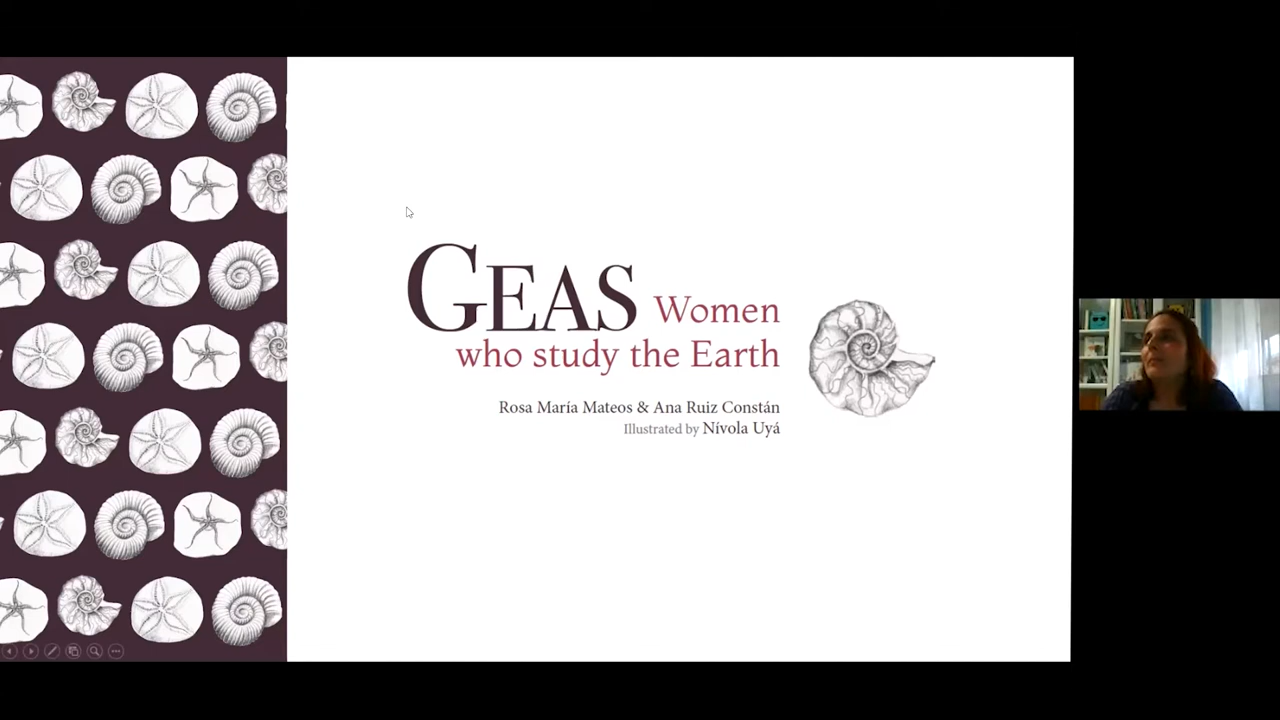 GEAS Women
who study the Earth
Rosa María Mateos & Ana Ruiz Constán
Illustrated by Nívola Uyá